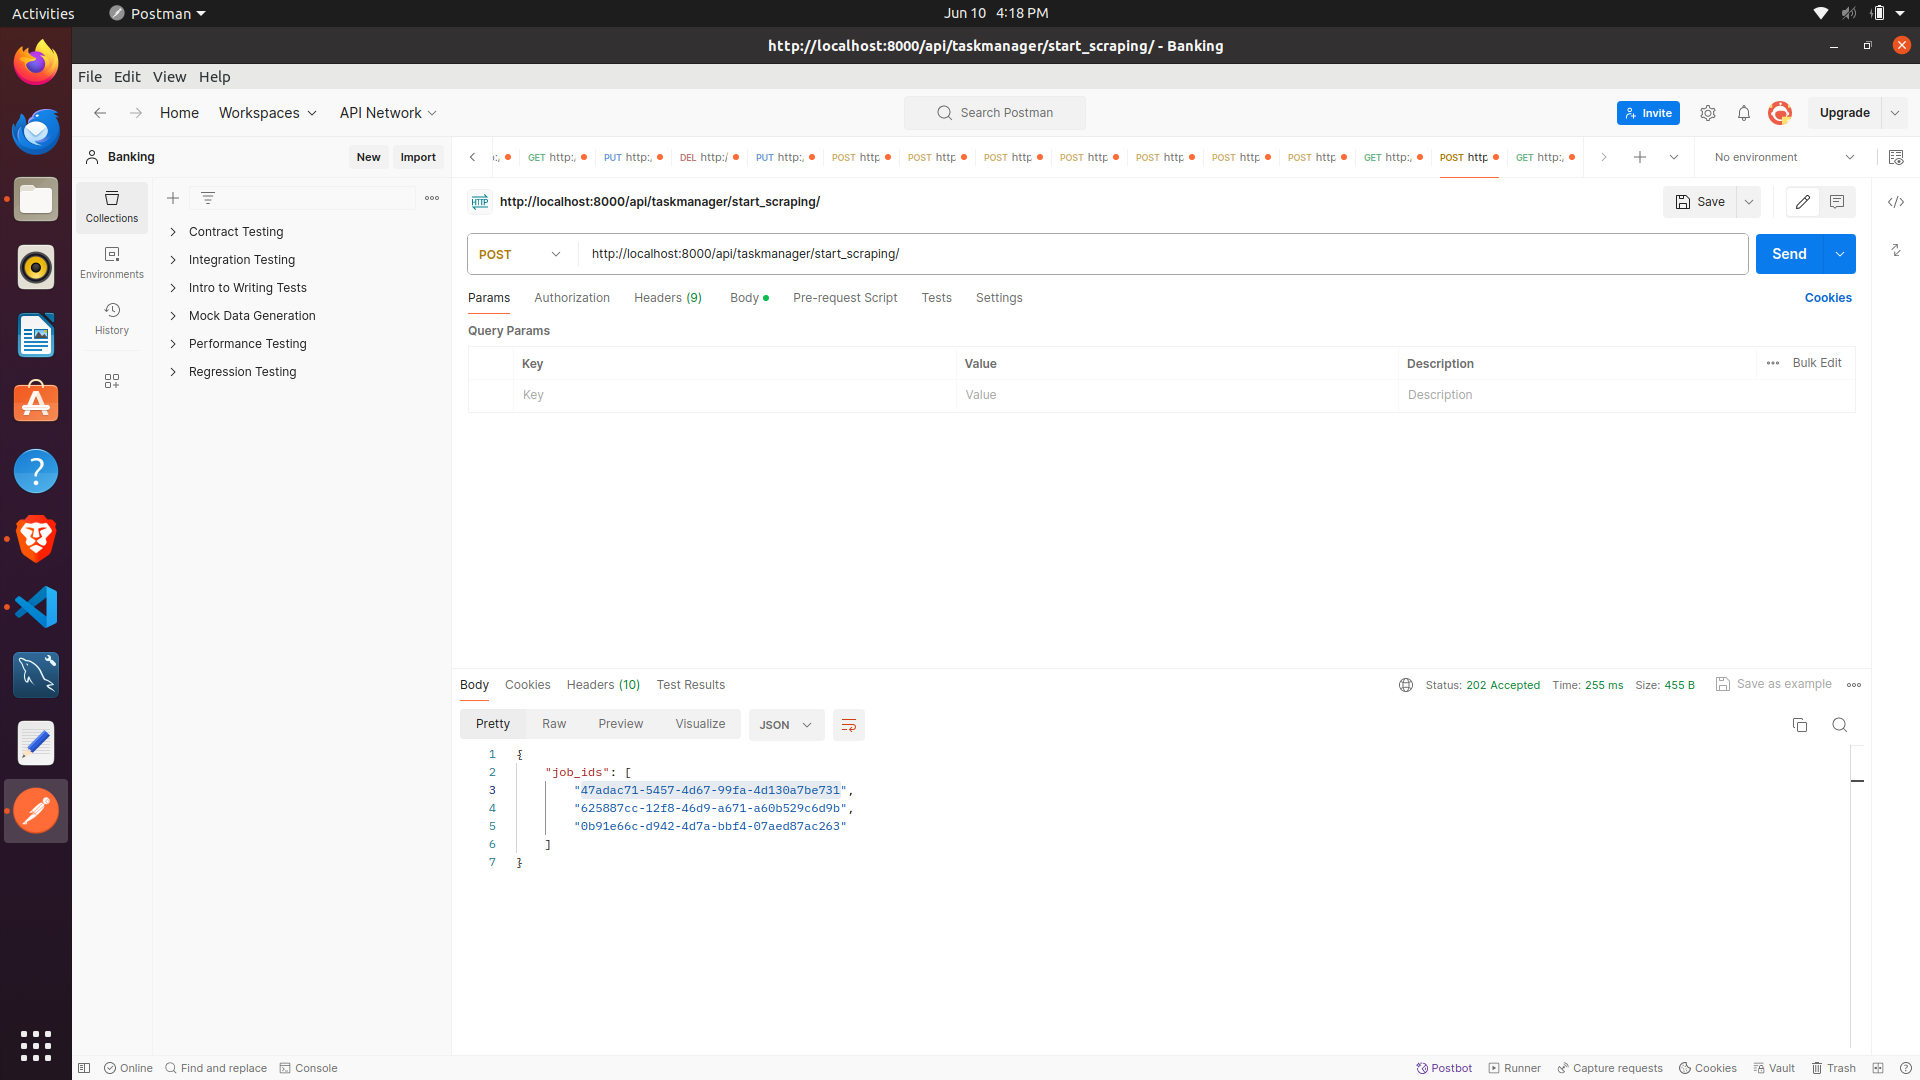 Activities
Postman
Jun 10 4:18 PM
http://localhost:8000/api/taskmanager/start_scraping/ - Banking
File Edit View Help
Home Workspaces API Network
Search Postman
Invite
Upgrade
Banking
New Import
GET http:/ PUT http:/ DEL http:/ PUT http:/ POST http POST http POST http POST http POST http POST http POST http GET http:/ POST http GET http:/
No environment
Collections
Environments
History
Contract Testing
Integration Testing
Intro to Writing Tests
Mock Data Generation
Performance Testing
Regression Testing
HTTP http://localhost:8000/api/taskmanager/start_scraping/
Save
POST http://localhost:8000/api/taskmanager/start_scraping/
Send
Params Authorization Headers (9) Body Pre-request Script Tests Settings
Cookies
Query Params
Key Value Description Bulk Edit
Key Value Description
Body Cookies Headers (10) Test Results
Status: 202 Accepted Time: 255 ms Size: 455 B Save as example
Pretty Raw Preview Visualize JSON
1 {
2 "job_ids": [
3 "47adac71-5457-4d67-99fa-4d130a7be731",
4 "625887cc-12f8-46d9-a671-a60b529c6d9b",
5 "0b91e66c-d942-4d7a-bbf4-07aed87ac263"
6 ]
7 }
Online Find and replace Console
Postbot Runner Capture requests Cookies Vault Trash